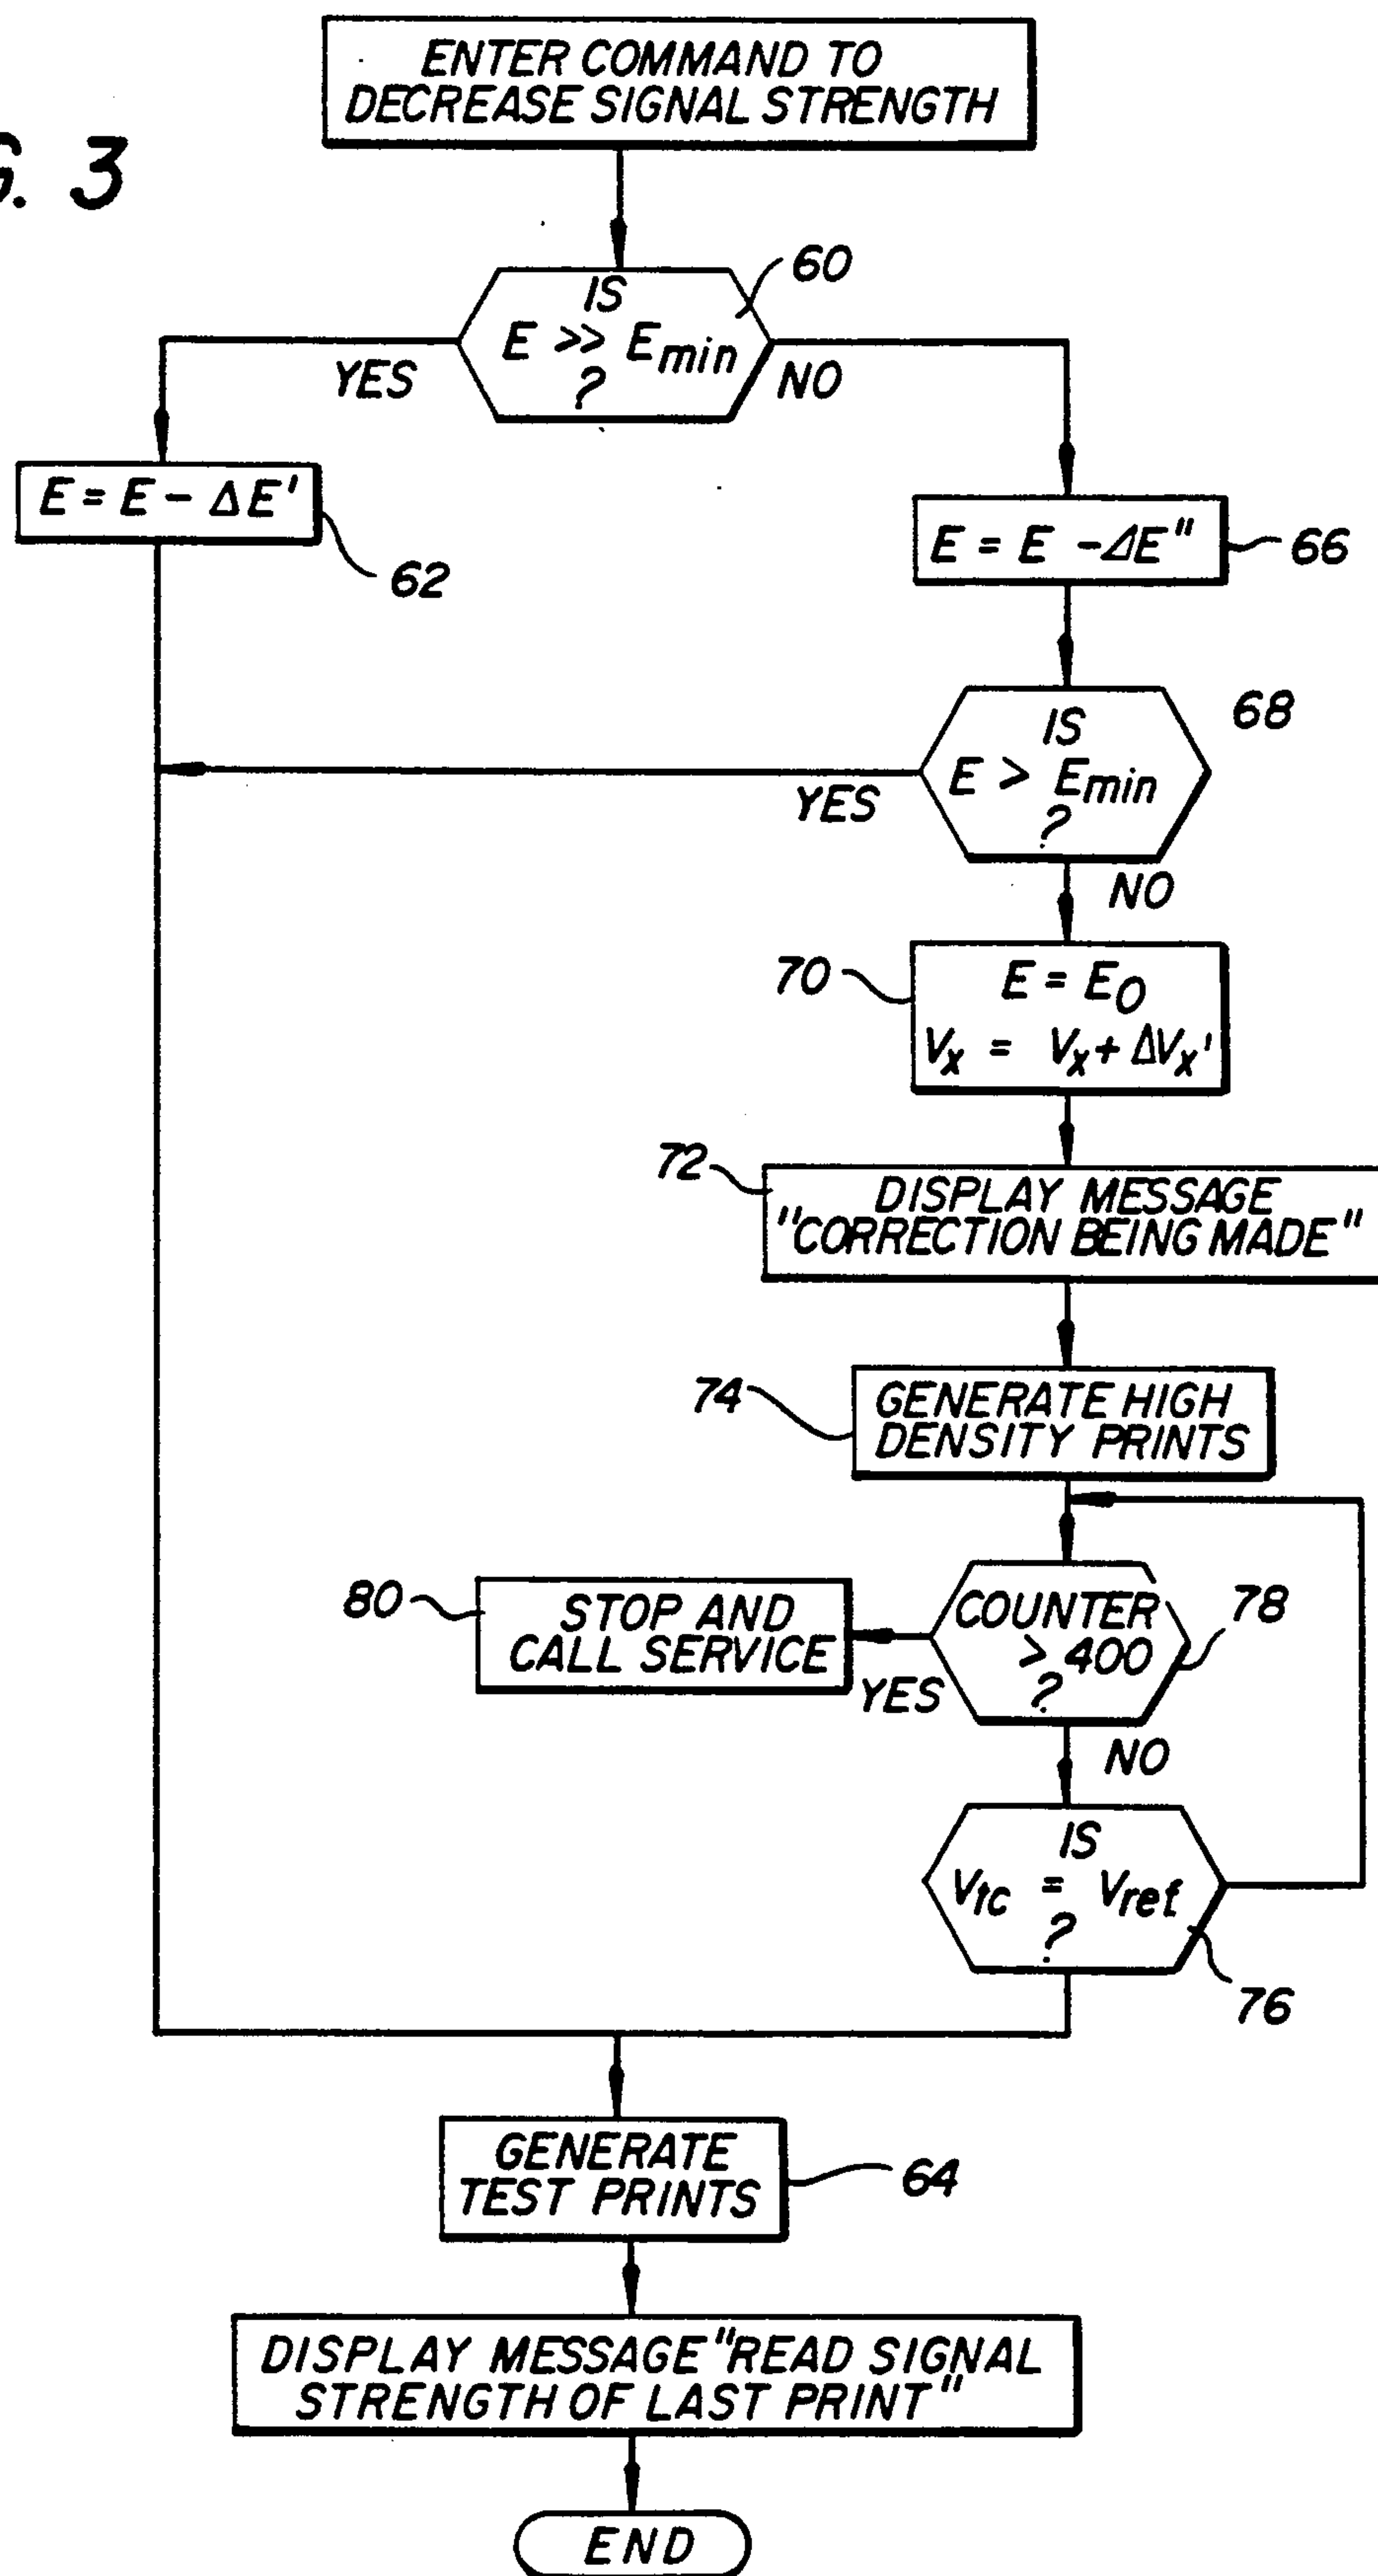 ENTER COMMAND TO
DECREASE SIGNAL STRENGTH
G. 3
60
IS
E >> Emin
?
YES
NO
E = E - ΔE'
62
E = E - ΔE"
66
68
IS
E > Emin
?
YES
NO
70
E = E0
Vx = Vx + ΔVx'
72
DISPLAY MESSAGE
"CORRECTION BEING MADE"
74
GENERATE HIGH
DENSITY PRINTS
80
STOP AND
CALL SERVICE
COUNTER
> 400
?
78
YES
NO
IS
Vtc = Vref
?
76
GENERATE
TEST PRINTS
64
DISPLAY MESSAGE "READ SIGNAL
STRENGTH OF LAST PRINT"
END